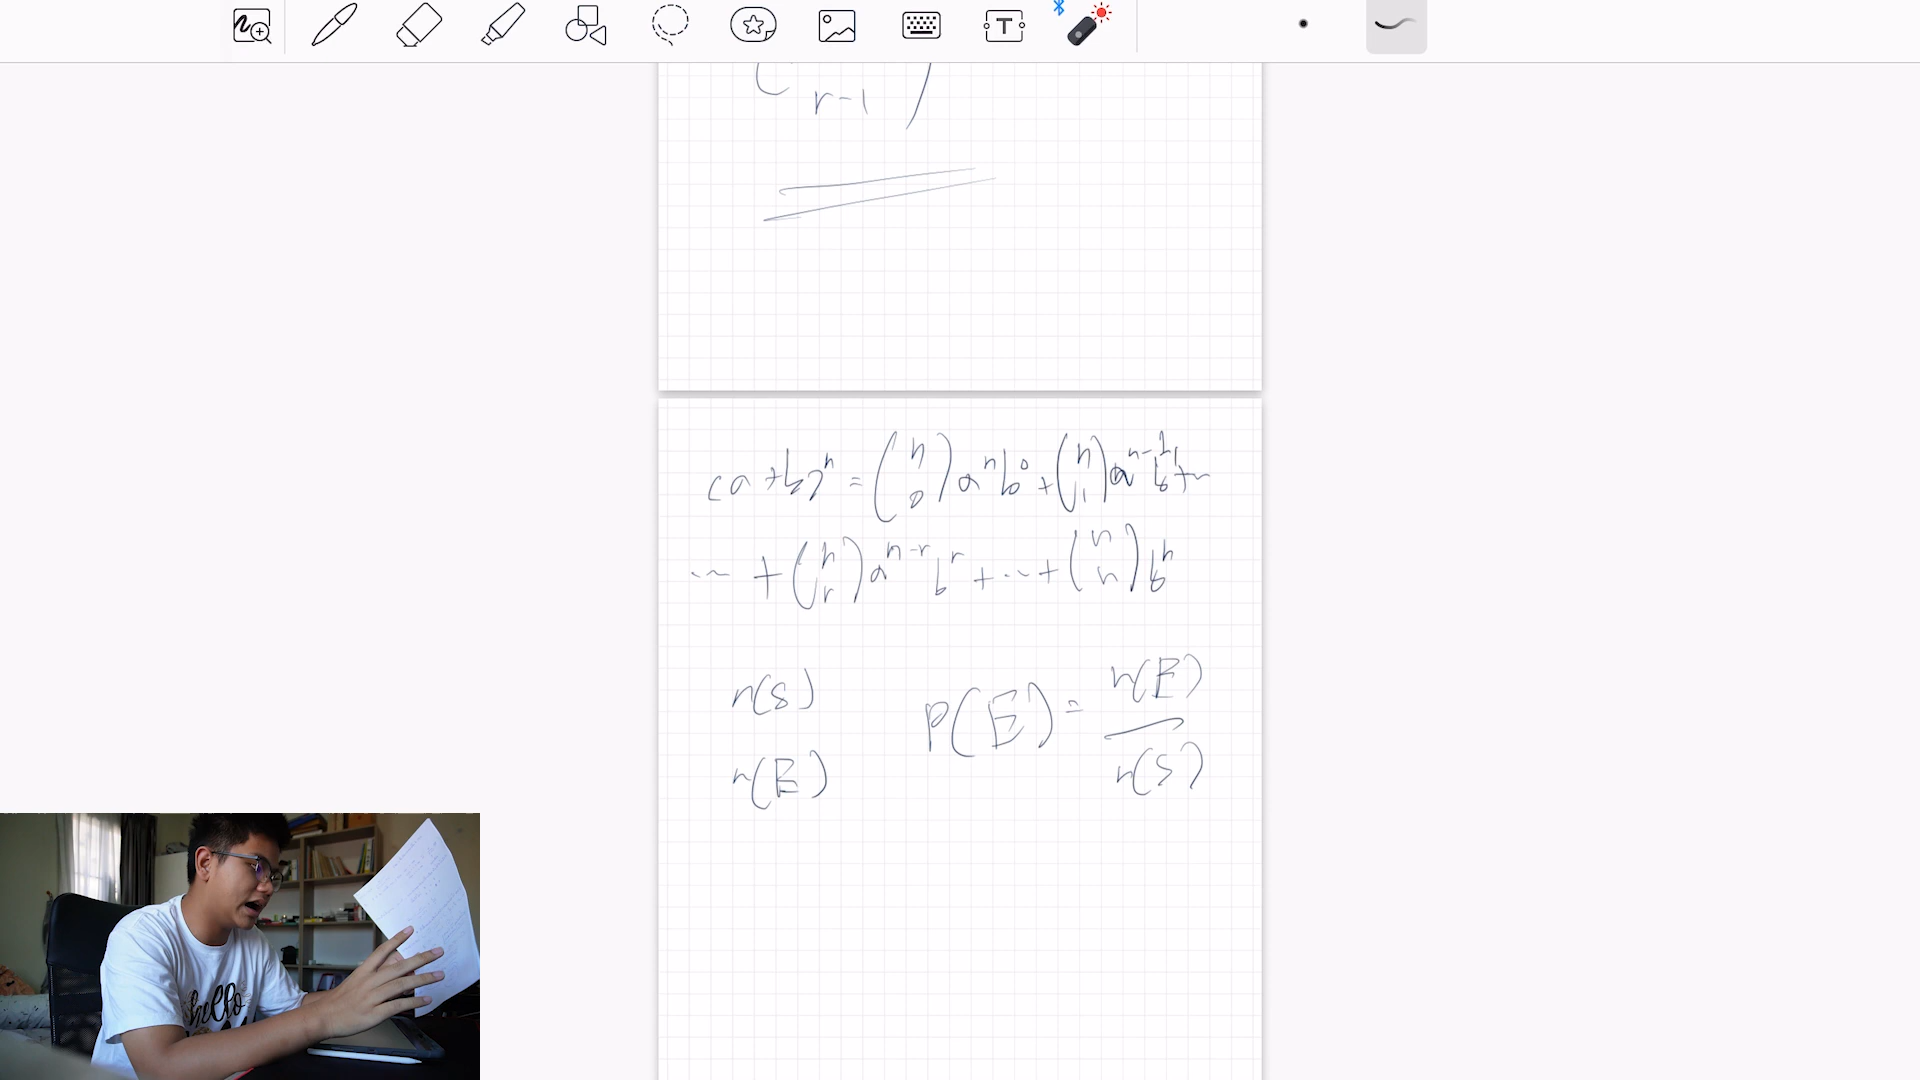 ( r-1 )
(a+b)ⁿ = (n 0) aⁿb⁰ + (n 1) aⁿ⁻¹b¹ + ~
... + (n r) aⁿ⁻ʳ bʳ + ... + (n n) bⁿ
n(S)
n(E)
P(E) = n(E) / n(S)
T
hello